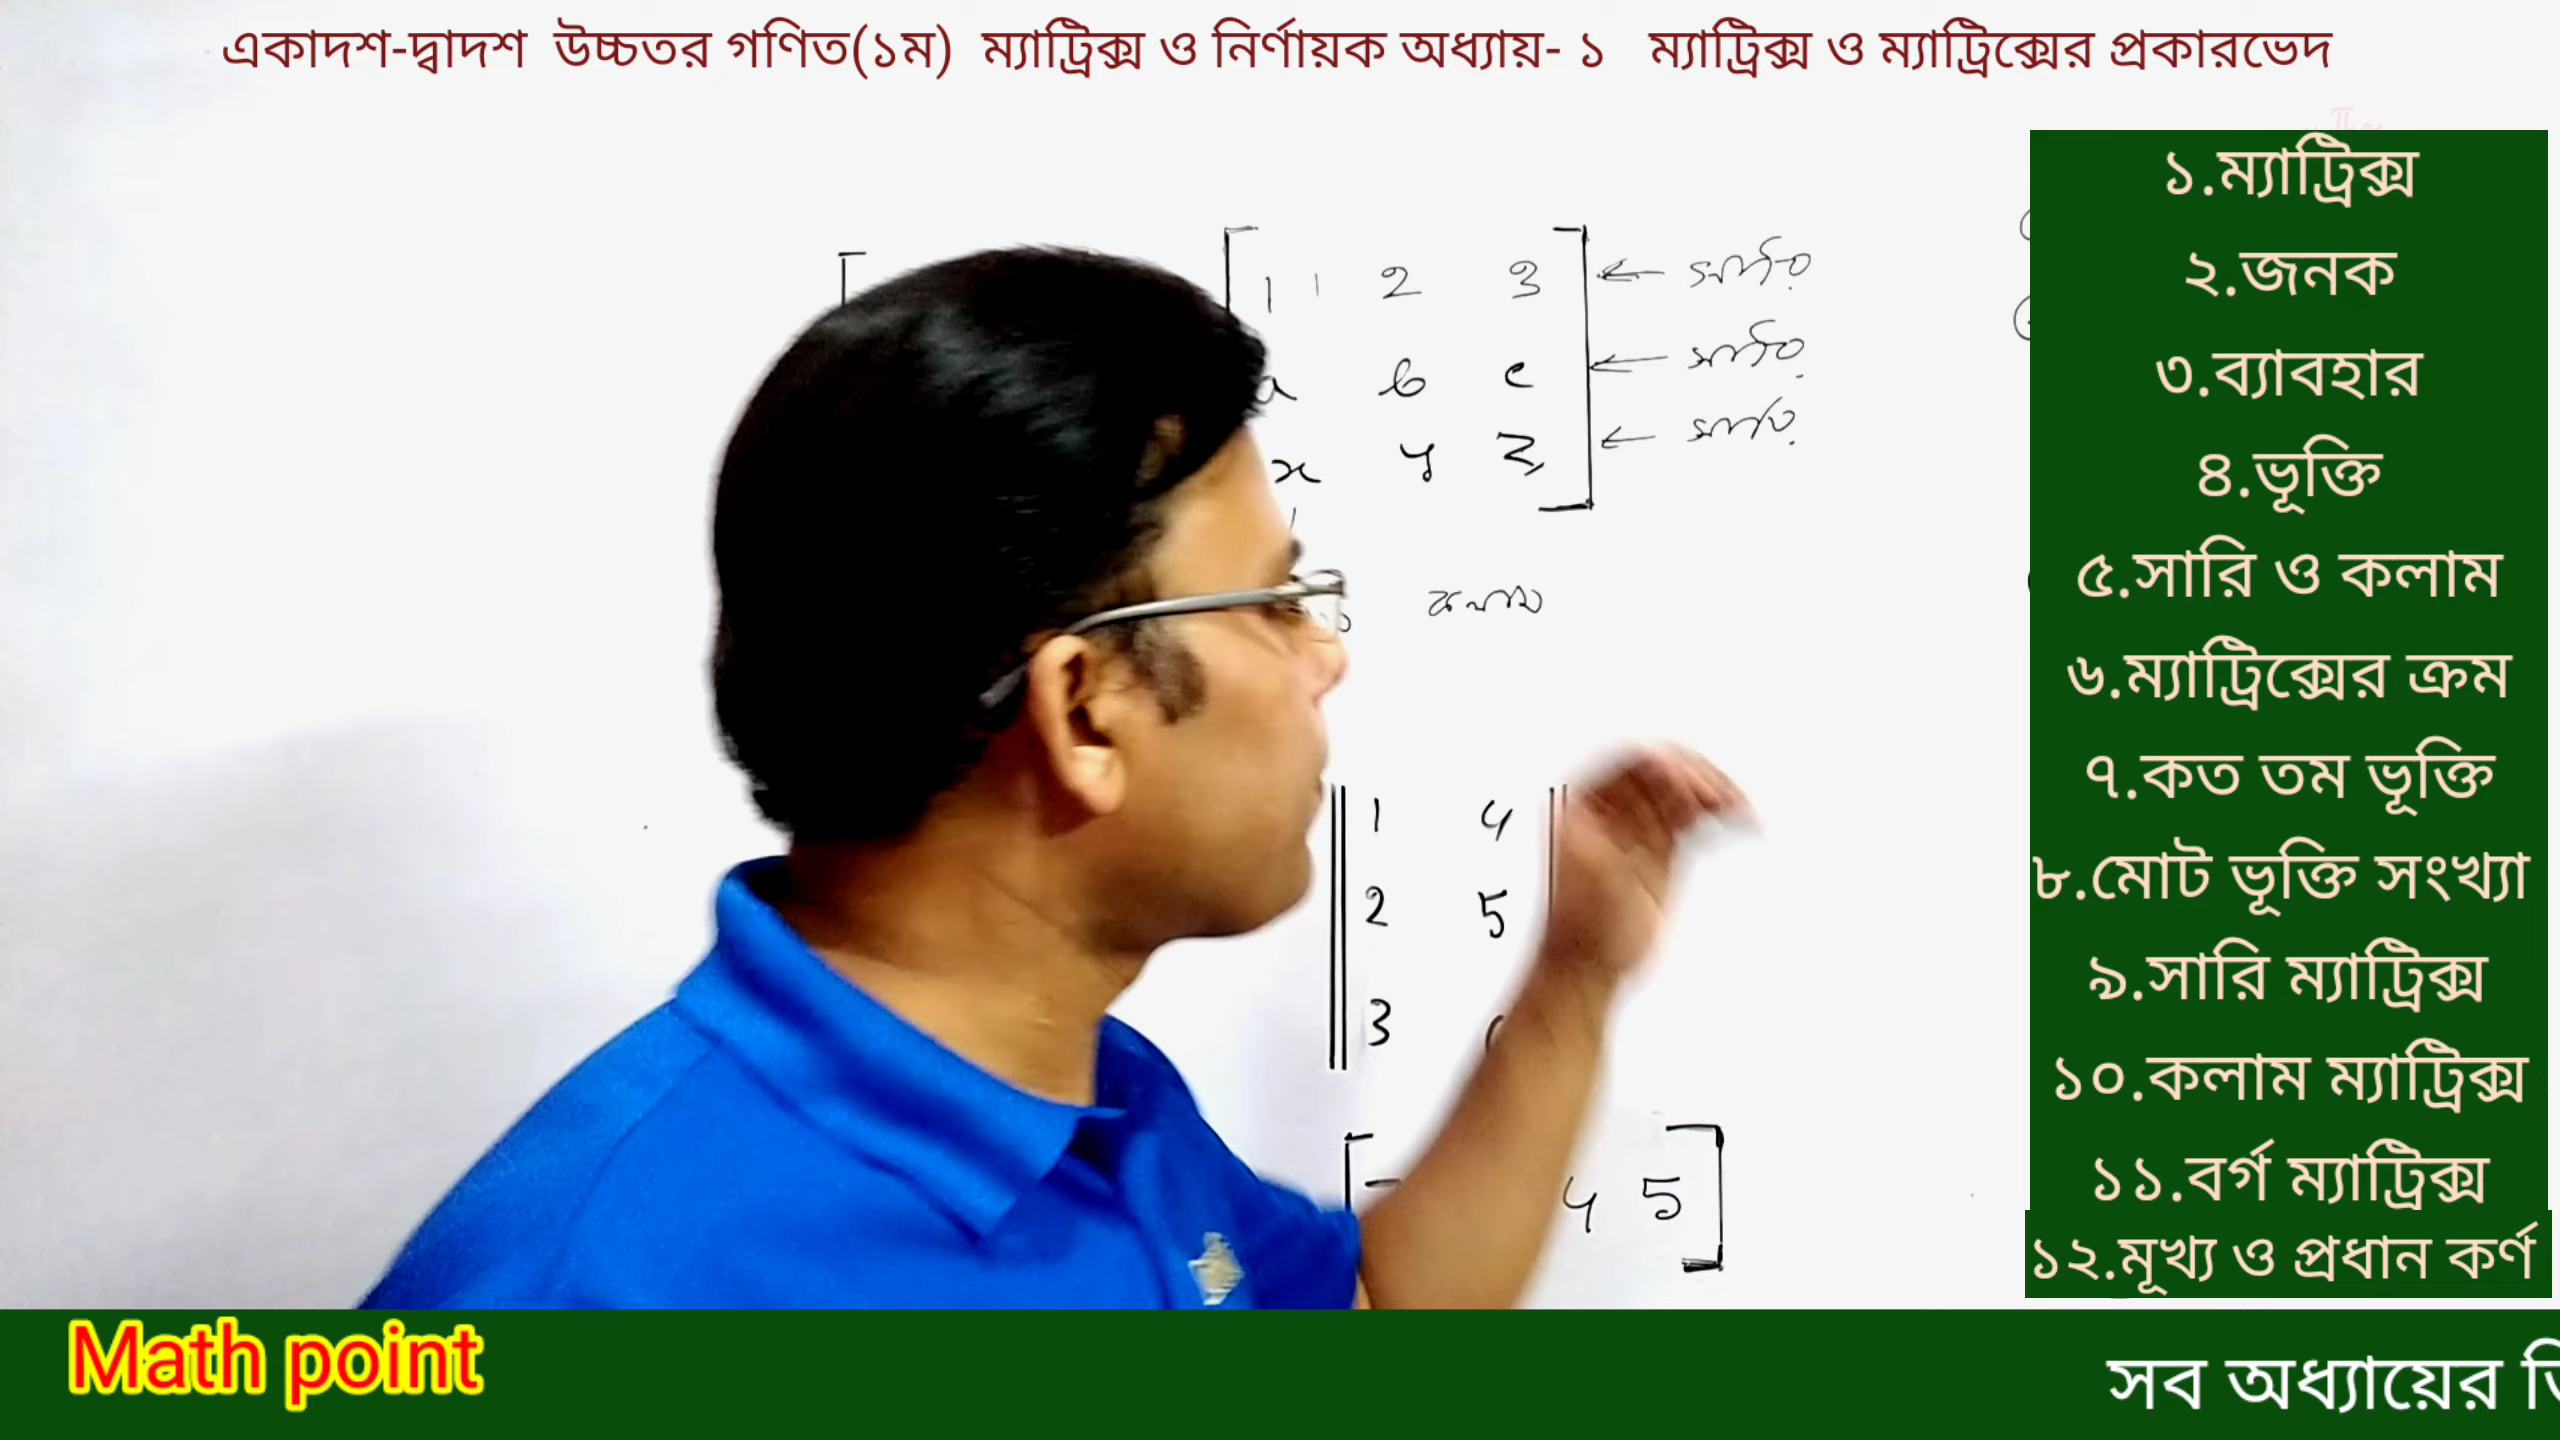 একাদশ-দ্বাদশ উচ্চতর গণিত(১ম) ম্যাট্রিক্স ও নির্ণায়ক অধ্যায়- ১ ম্যাট্রিক্স ও ম্যাট্রিক্সের প্রকারভেদ
1 2 3 ← সারি
a b c ← সারি
x y z ← সারি
কলাম
1 4
2 5
3
4 5
১.ম্যাট্রিক্স
২.জনক
৩.ব্যাবহার
৪.ভূক্তি
৫.সারি ও কলাম
৬.ম্যাট্রিক্সের ক্রম
৭.কত তম ভূক্তি
৮.মোট ভূক্তি সংখ্যা
৯.সারি ম্যাট্রিক্স
১০.কলাম ম্যাট্রিক্স
১১.বর্গ ম্যাট্রিক্স
১২.মূখ্য ও প্রধান কর্ণ
Math point
সব অধ্যায়ের